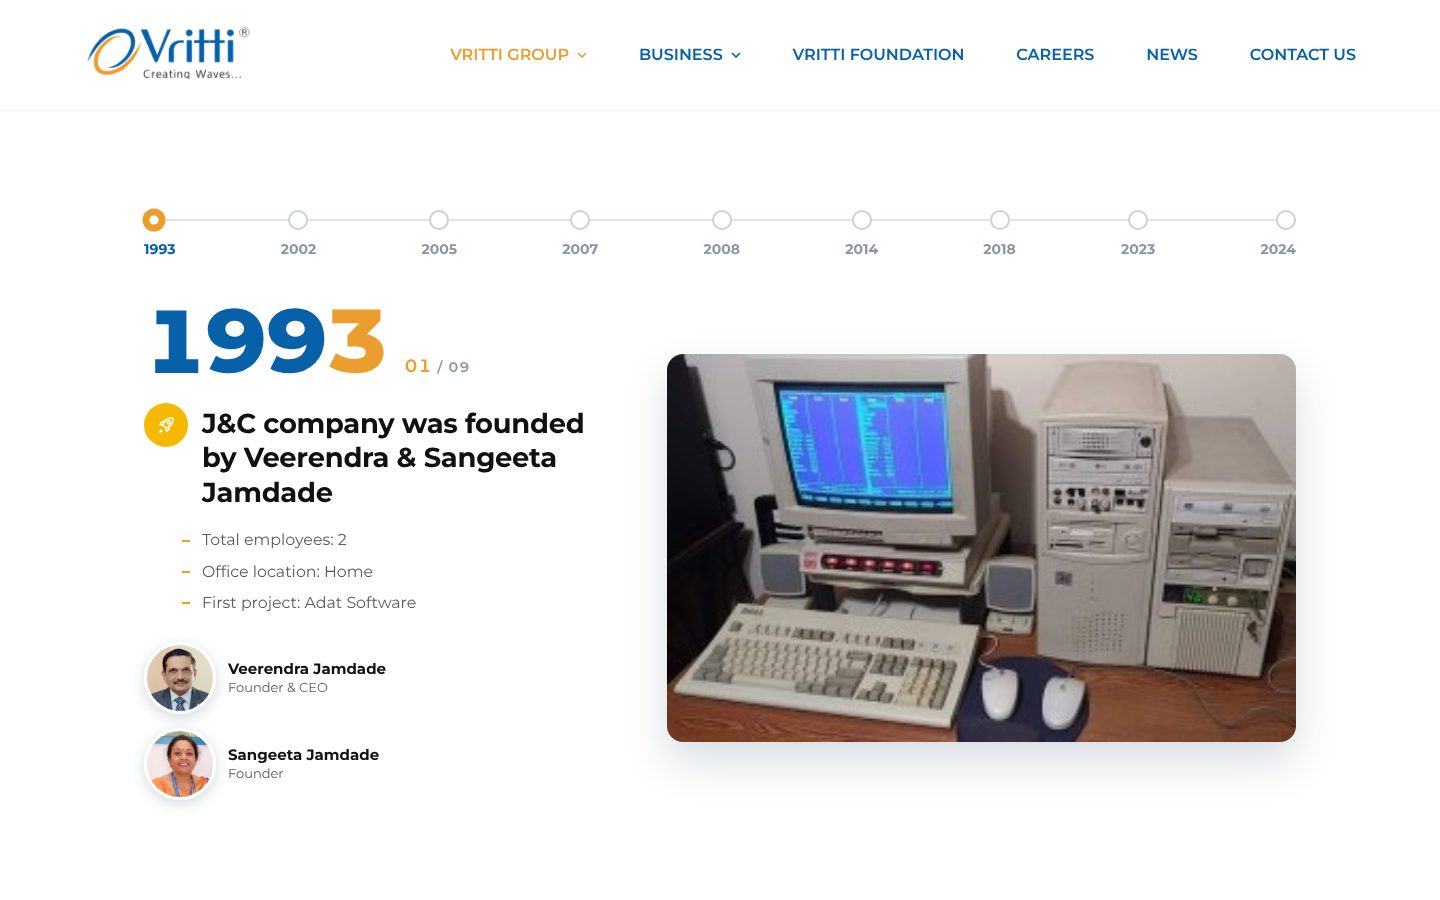 Vritti®
Creating Waves...
VRITTI GROUP
BUSINESS
VRITTI FOUNDATION
CAREERS
NEWS
CONTACT US
1993
2002
2005
2007
2008
2014
2018
2023
2024
1993
01 / 09
J&C company was founded
by Veerendra & Sangeeta
Jamdade
Total employees: 2
Office location: Home
First project: Adat Software
Veerendra Jamdade
Founder & CEO
Sangeeta Jamdade
Founder
DELL